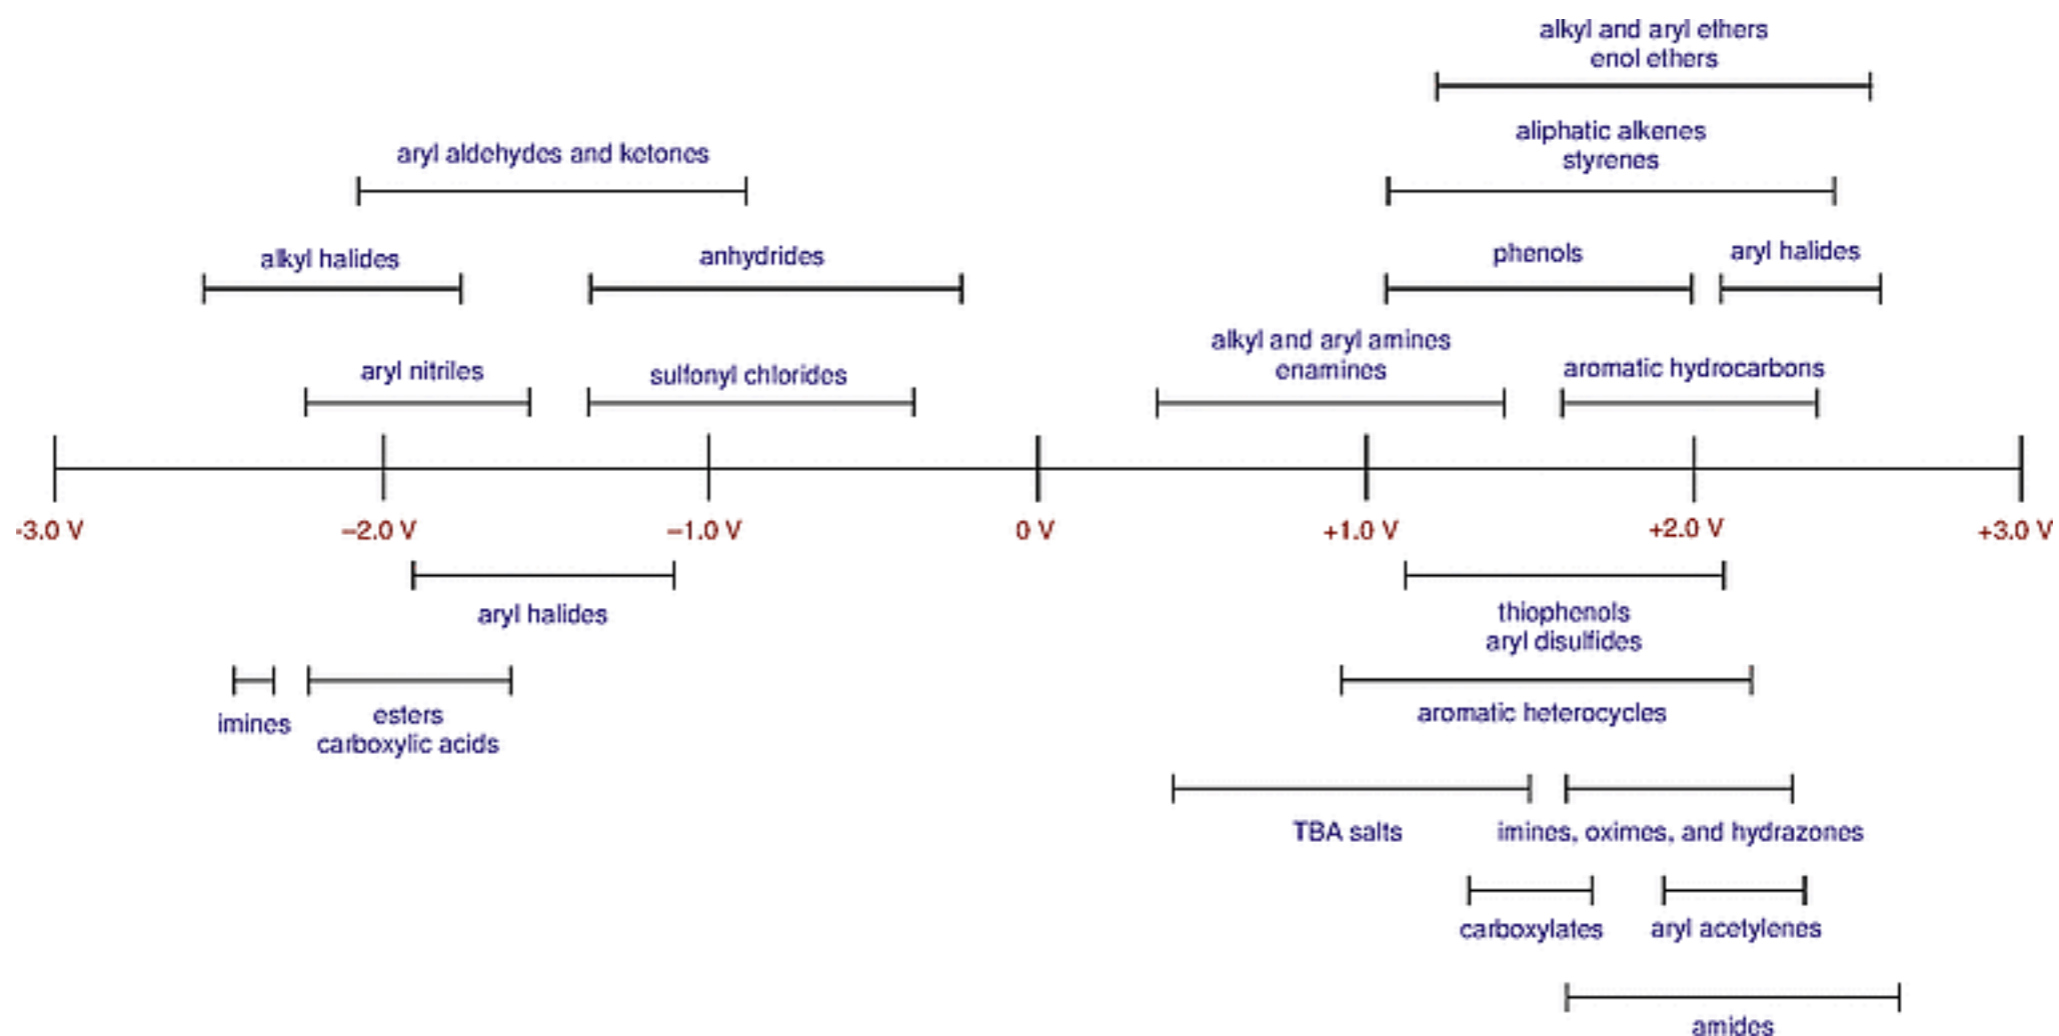 alkyl and aryl ethers
enol ethers
aliphatic alkenes
styrenes
aryl aldehydes and ketones
phenols
aryl halides
alkyl halides
anhydrides
alkyl and aryl amines
enamines
aromatic hydrocarbons
aryl nitriles
sulfonyl chlorides
-3.0 V
–2.0 V
–1.0 V
0 V
+1.0 V
+2.0 V
+3.0 V
aryl halides
thiophenols
aryl disulfides
imines
esters
carboxylic acids
aromatic heterocycles
TBA salts
imines, oximes, and hydrazones
carboxylates
aryl acetylenes
amides